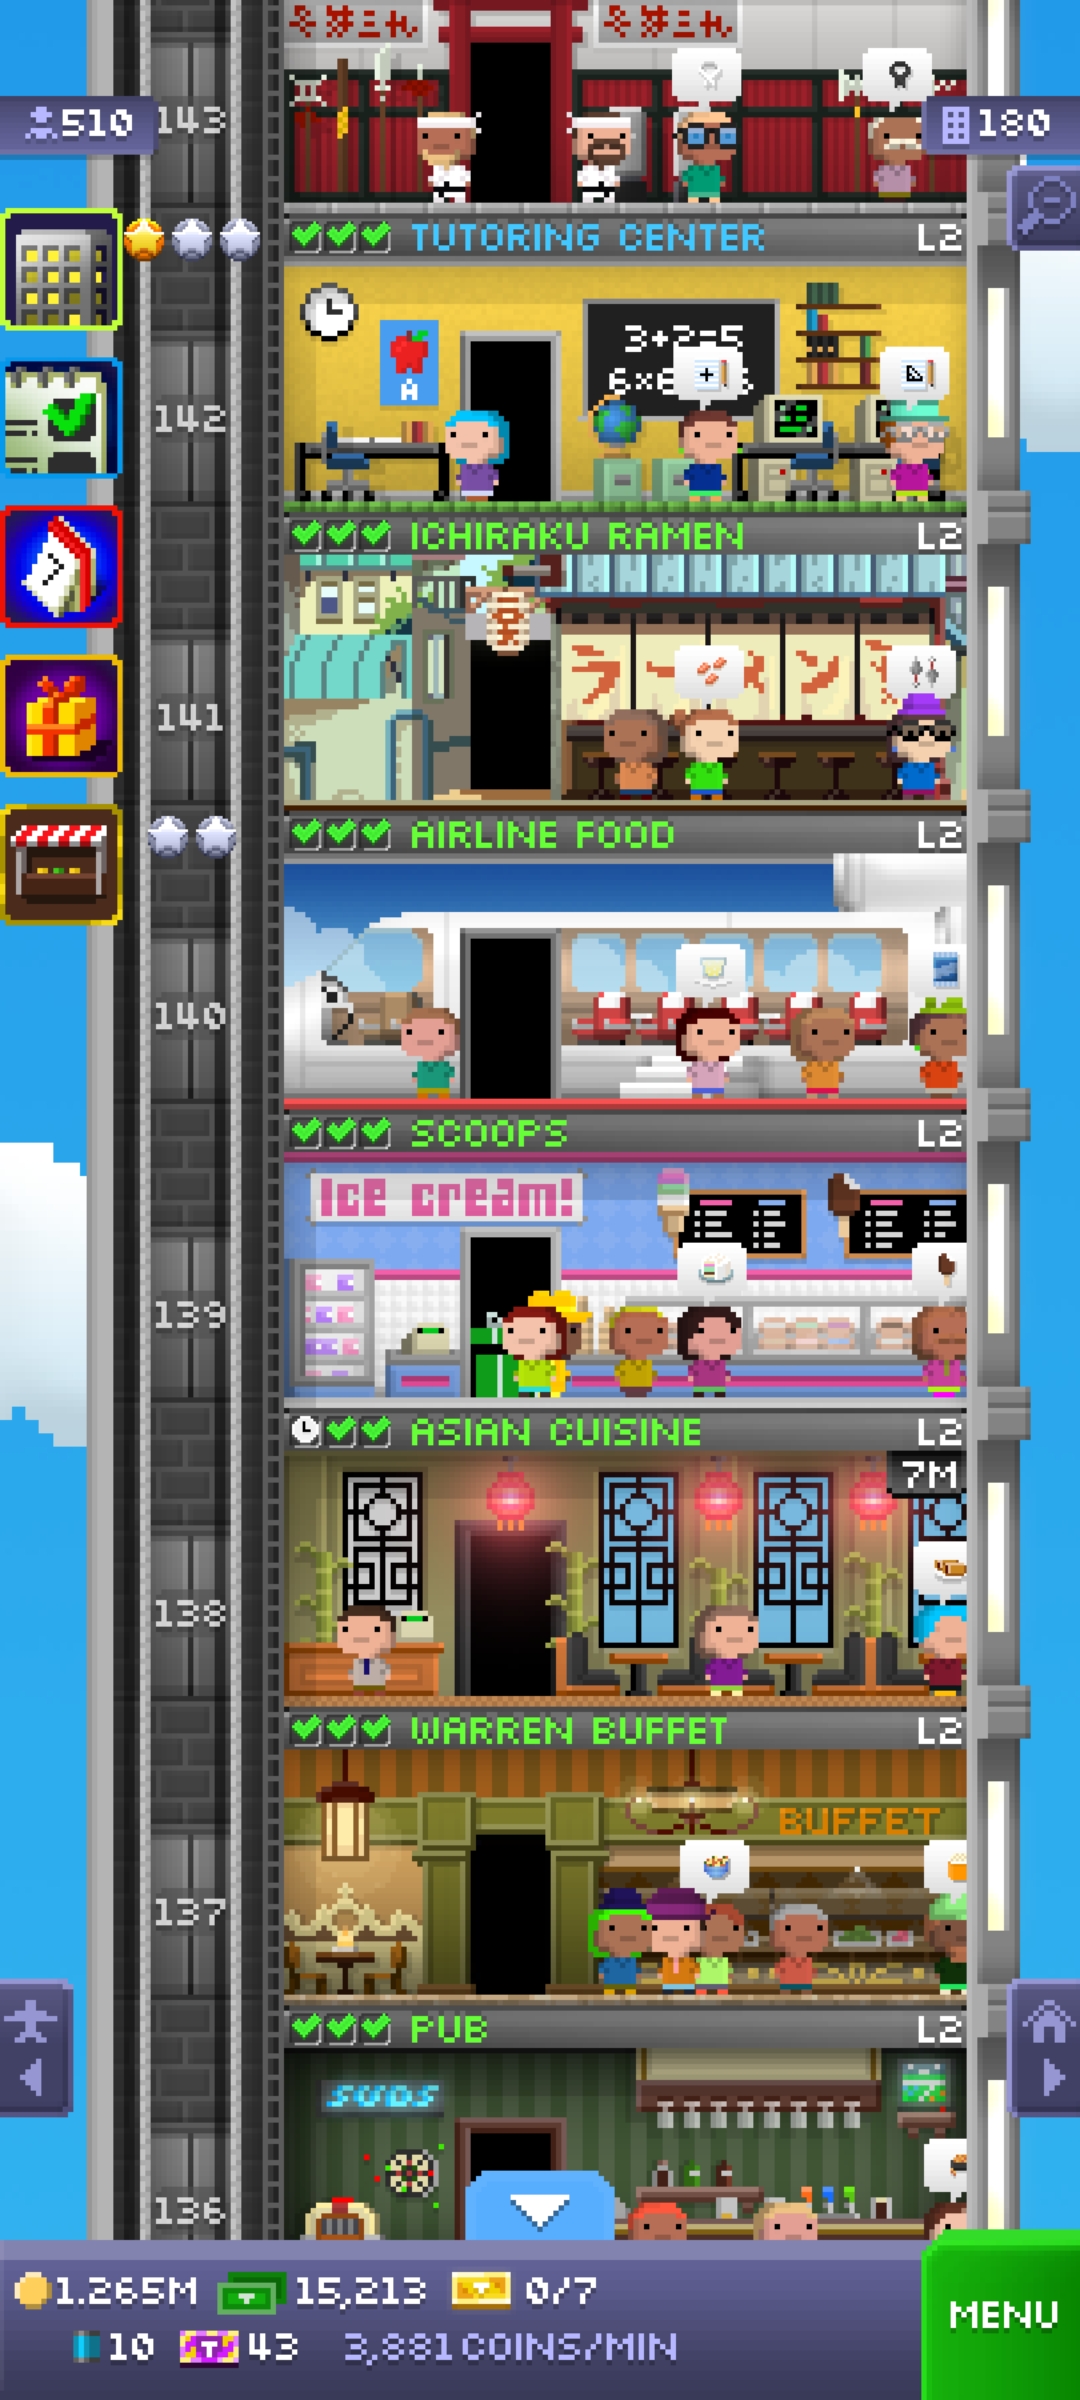 510
143
180
TUTORING CENTER L2
3+2=5
A
142
ICHIRAKU RAMEN L2
141
AIRLINE FOOD L2
140
SCOOPS L2
Ice cream!
139
ASIAN CUISINE L2
7M
138
WARREN BUFFET L2
BUFFET
137
PUB L2
SUDS
136
1.265M 15,213 0/7
MENU
10 43 3,881 COINS/MIN